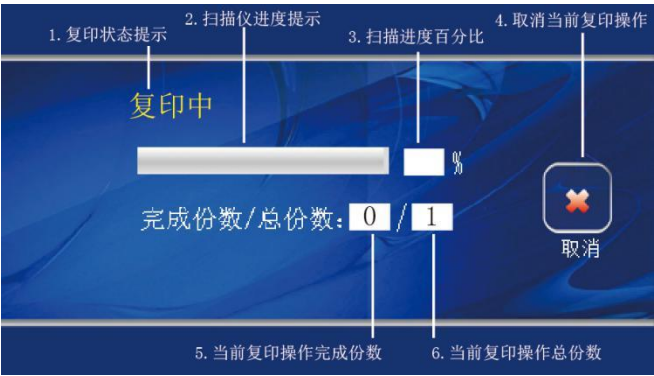 1. 复印状态提示
2. 扫描仪进度提示
3. 扫描进度百分比
4. 取消当前复印操作
复印中
%
完成份数/总份数: 0 / 1
取消
5. 当前复印操作完成份数
6. 当前复印操作总份数